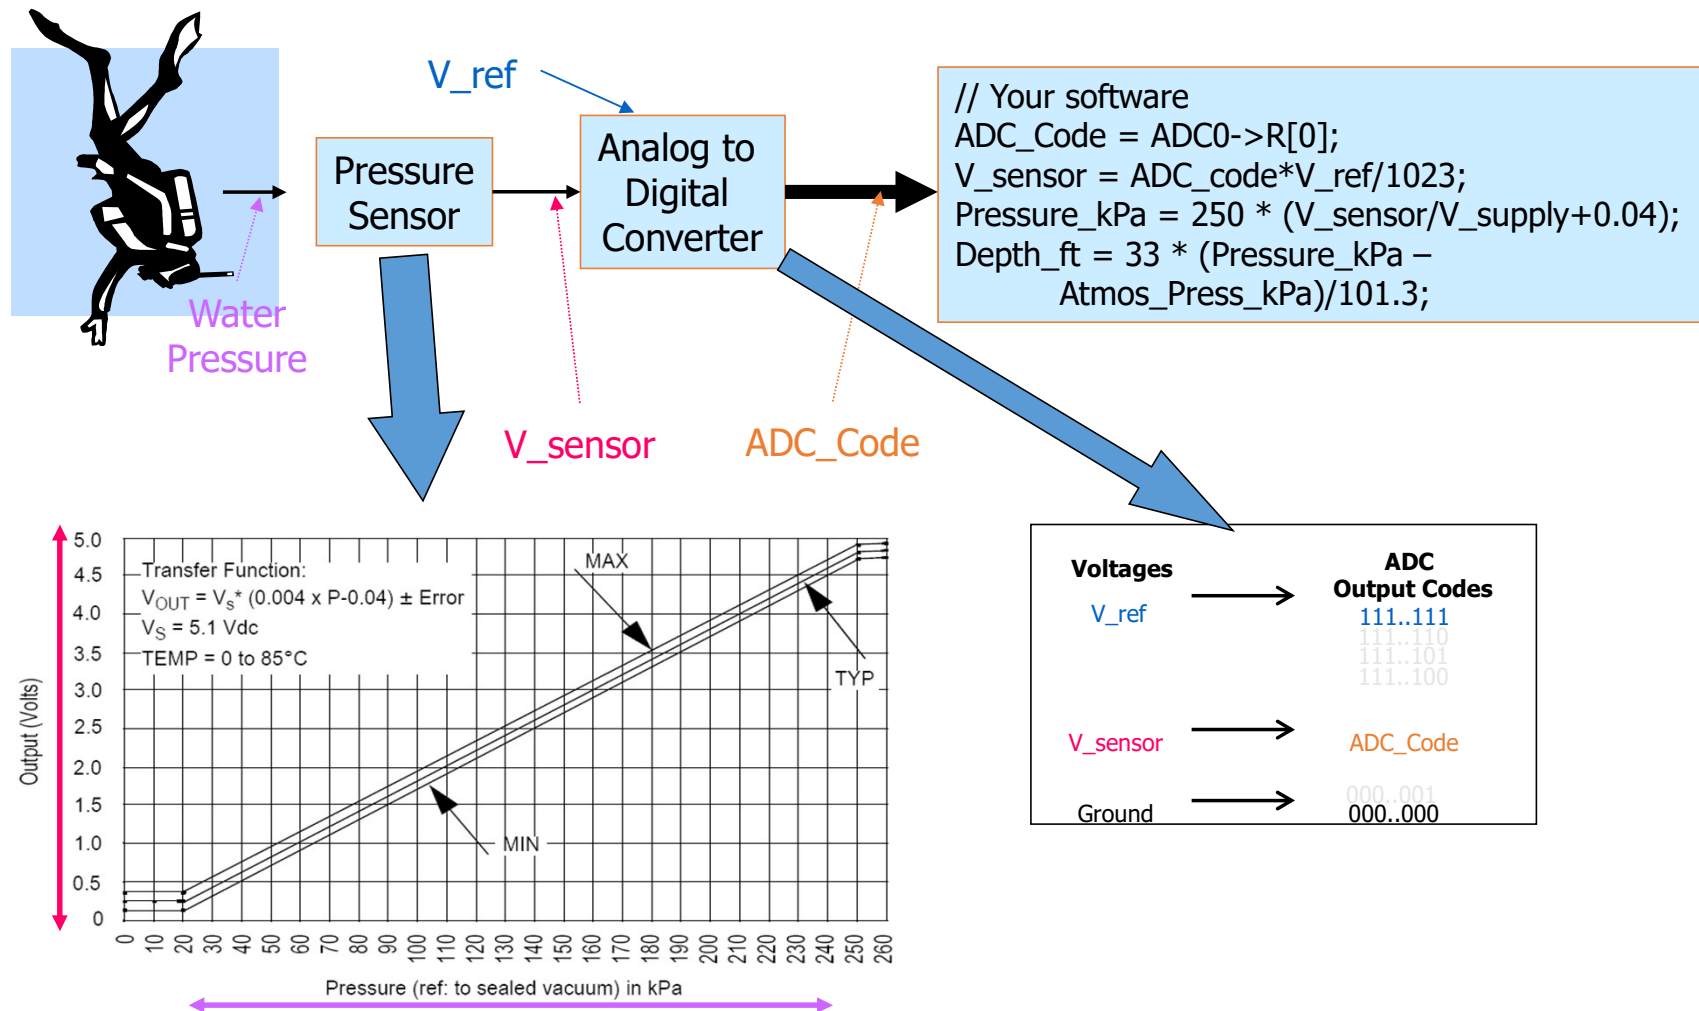 V_ref
Pressure
Sensor
Analog to
Digital
Converter
// Your software
ADC_Code = ADC0->R[0];
V_sensor = ADC_code*V_ref/1023;
Pressure_kPa = 250 * (V_sensor/V_supply+0.04);
Depth_ft = 33 * (Pressure_kPa –
Atmos_Press_kPa)/101.3;
Water
Pressure
V_sensor
ADC_Code
Output (Volts)
5.0
4.5
4.0
3.5
3.0
2.5
2.0
1.5
1.0
0.5
0
Transfer Function:
VOUT = Vs* (0.004 x P-0.04) ± Error
VS = 5.1 Vdc
TEMP = 0 to 85°C
MAX
TYP
MIN
0 10 20 30 40 50 60 70 80 90 100 110 120 130 140 150 160 170 180 190 200 210 220 230 240 250 260
Pressure (ref: to sealed vacuum) in kPa
Voltages
ADC
Output Codes
V_ref
111..111
111..110
111..101
111..100
V_sensor
ADC_Code
000..001
Ground
000..000